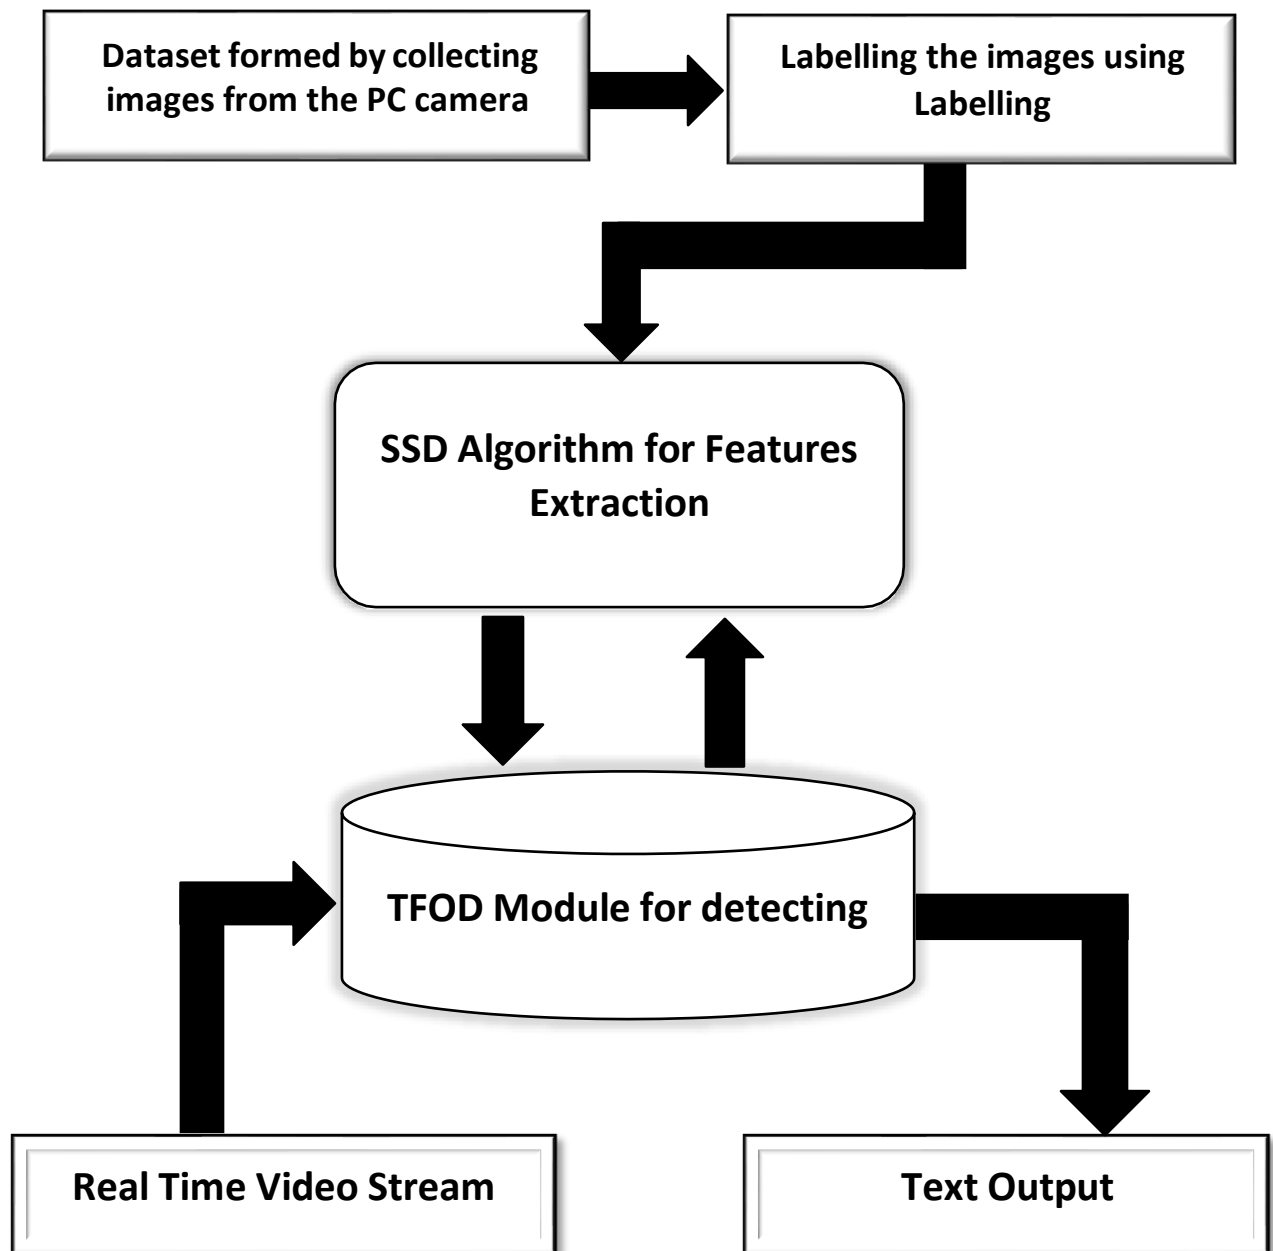 Dataset formed by collecting
images from the PC camera
Labelling the images using
Labelling
SSD Algorithm for Features
Extraction
TFOD Module for detecting
Real Time Video Stream
Text Output